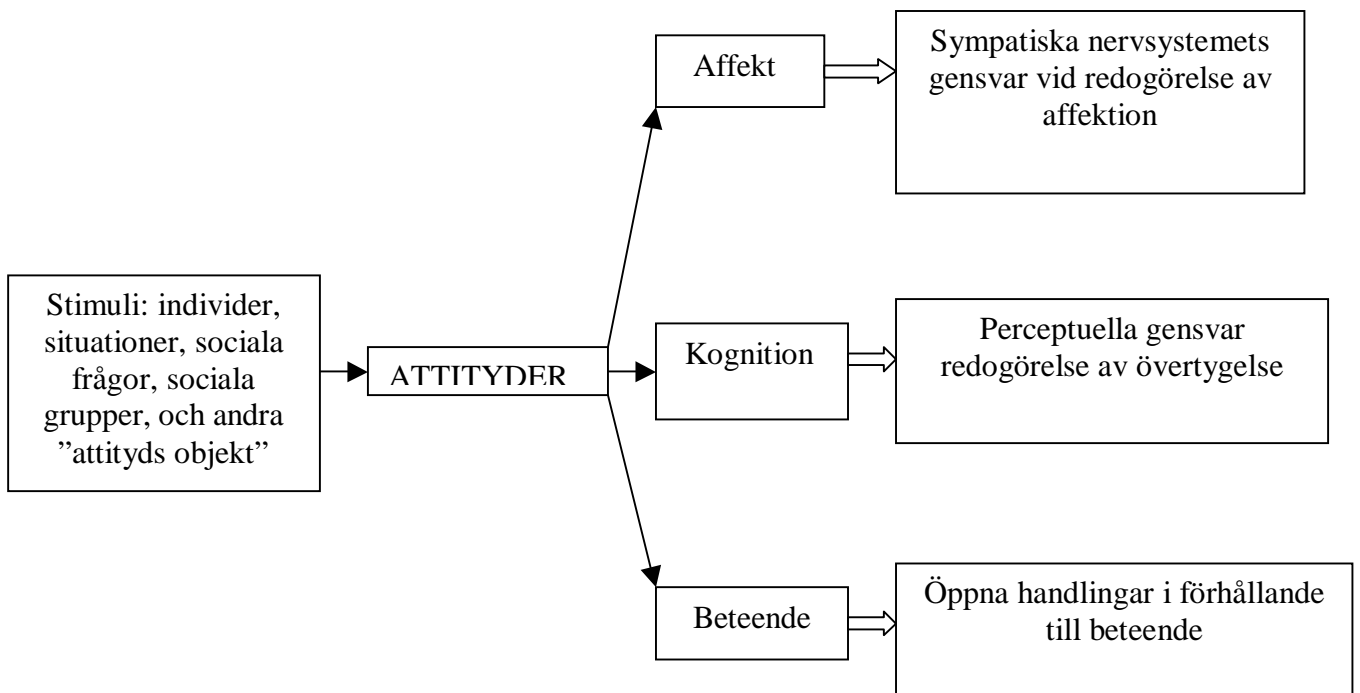 Affekt
Sympatiska nervsystemets
gensvar vid redogörelse av
affektion
Stimuli: individer,
situationer, sociala
frågor, sociala
grupper, och andra
”attityds objekt”
ATTITYDER
Kognition
Perceptuella gensvar
redogörelse av övertygelse
Beteende
Öppna handlingar i förhållande
till beteende